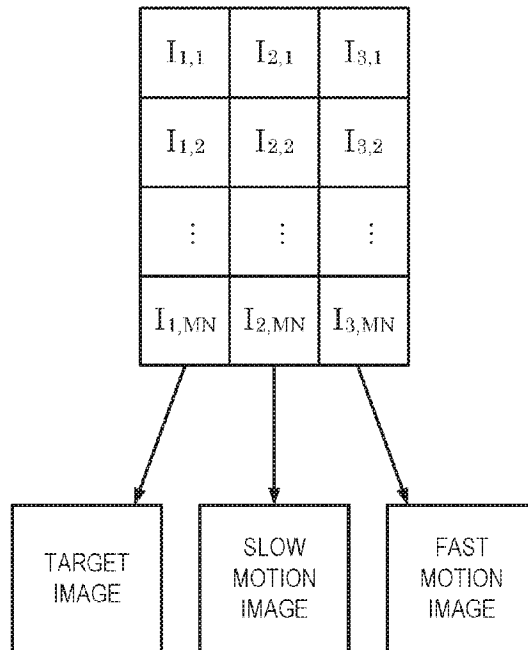 I1,1 I2,1 I3,1
I1,2 I2,2 I3,2
⋮ ⋮ ⋮
I1,MN I2,MN I3,MN
TARGET
IMAGE
SLOW
MOTION
IMAGE
FAST
MOTION
IMAGE